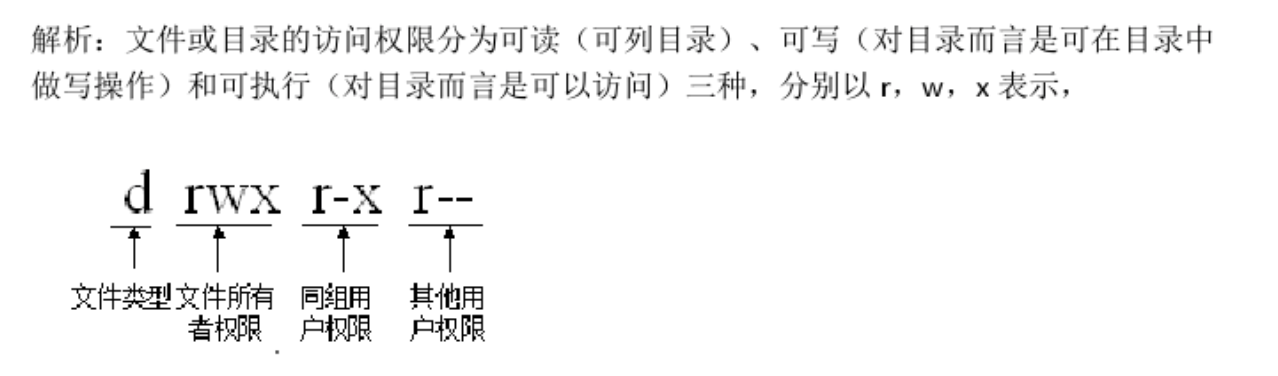 解析：文件或目录的访问权限分为可读（可列目录）、可写（对目录而言是可在目录中
做写操作）和可执行（对目录而言是可以访问）三种，分别以 r，w，x 表示，
d rwx r-x r--
文件类型 文件所有 同组用 其他用
者权限 户权限 户权限